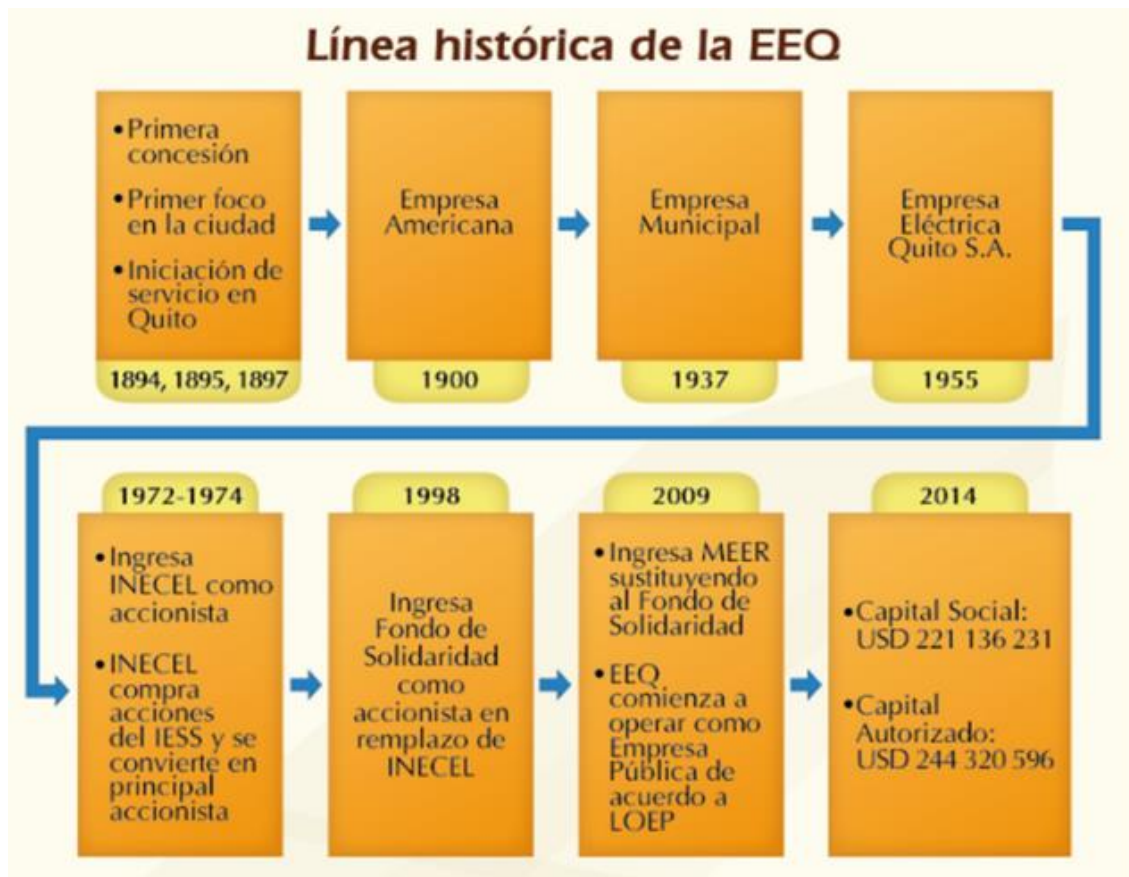 Línea histórica de la EEQ
•Primera
concesión
•Primer foco
en la ciudad
•Iniciación de
servicio en
Quito
1894, 1895, 1897
Empresa
Americana
1900
Empresa
Municipal
1937
Empresa
Eléctrica
Quito S.A.
1955
1972-1974
•Ingresa
INECEL como
accionista
•INECEL
compra
acciones
del IESS y se
convierte en
principal
accionista
1998
Ingresa
Fondo de
Solidaridad
como
accionista en
remplazo de
INECEL
2009
•Ingresa MEER
sustituyendo
al Fondo de
Solidaridad
•EEQ
comienza a
operar como
Empresa
Pública de
acuerdo a
LOEP
2014
•Capital Social:
USD 221 136 231
•Capital
Autorizado:
USD 244 320 596